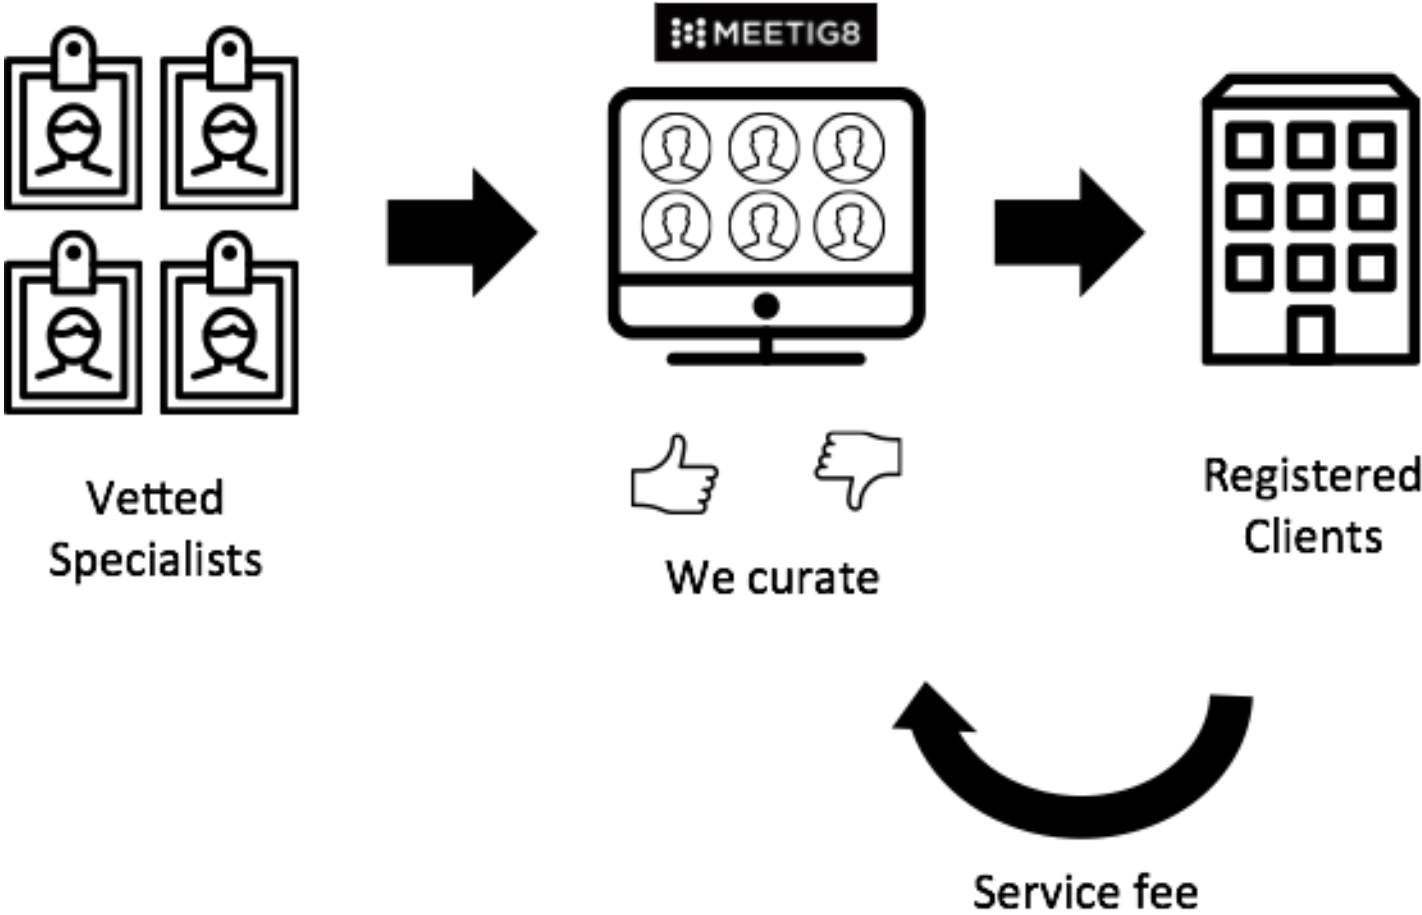 MEETIG8
Vetted
Specialists
We curate
Registered
Clients
Service fee